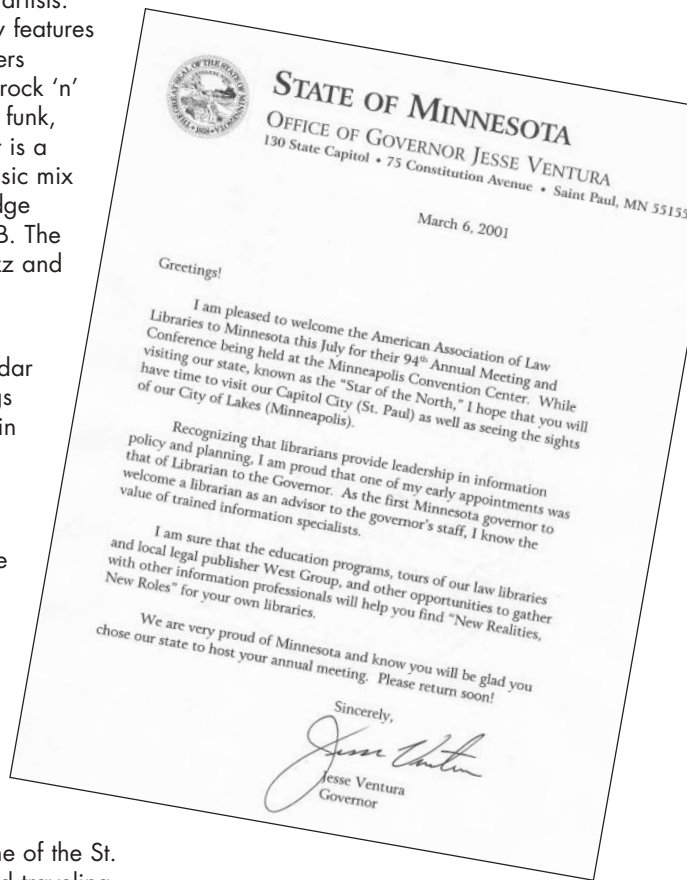 artists.
y features
ers
rock ‘n’
funk,
r is a
sic mix
dge
B. The
zz and
dar
gs
in
e
STATE OF MINNESOTA
OFFICE OF GOVERNOR JESSE VENTURA
130 State Capitol • 75 Constitution Avenue • Saint Paul, MN 55155
March 6, 2001
Greetings!
I am pleased to welcome the American Association of Law
Libraries to Minnesota this July for their 94th Annual Meeting and
Conference being held at the Minneapolis Convention Center. While
visiting our state, known as the “Star of the North,” I hope that you will
have time to visit our Capitol City (St. Paul) as well as seeing the sights
of our City of Lakes (Minneapolis).
Recognizing that librarians provide leadership in information
policy and planning, I am proud that one of my early appointments was
that of Librarian to the Governor. As the first Minnesota governor to
welcome a librarian as an advisor to the governor’s staff, I know the
value of trained information specialists.
I am sure that the education programs, tours of our law libraries
and local legal publisher West Group, and other opportunities to gather
with other information professionals will help you find “New Realities,
New Roles” for your own libraries.
We are very proud of Minnesota and know you will be glad you
chose our state to host your annual meeting. Please return soon!
Sincerely,
Jesse Ventura
Jesse Ventura
Governor
ne of the St.
d traveling